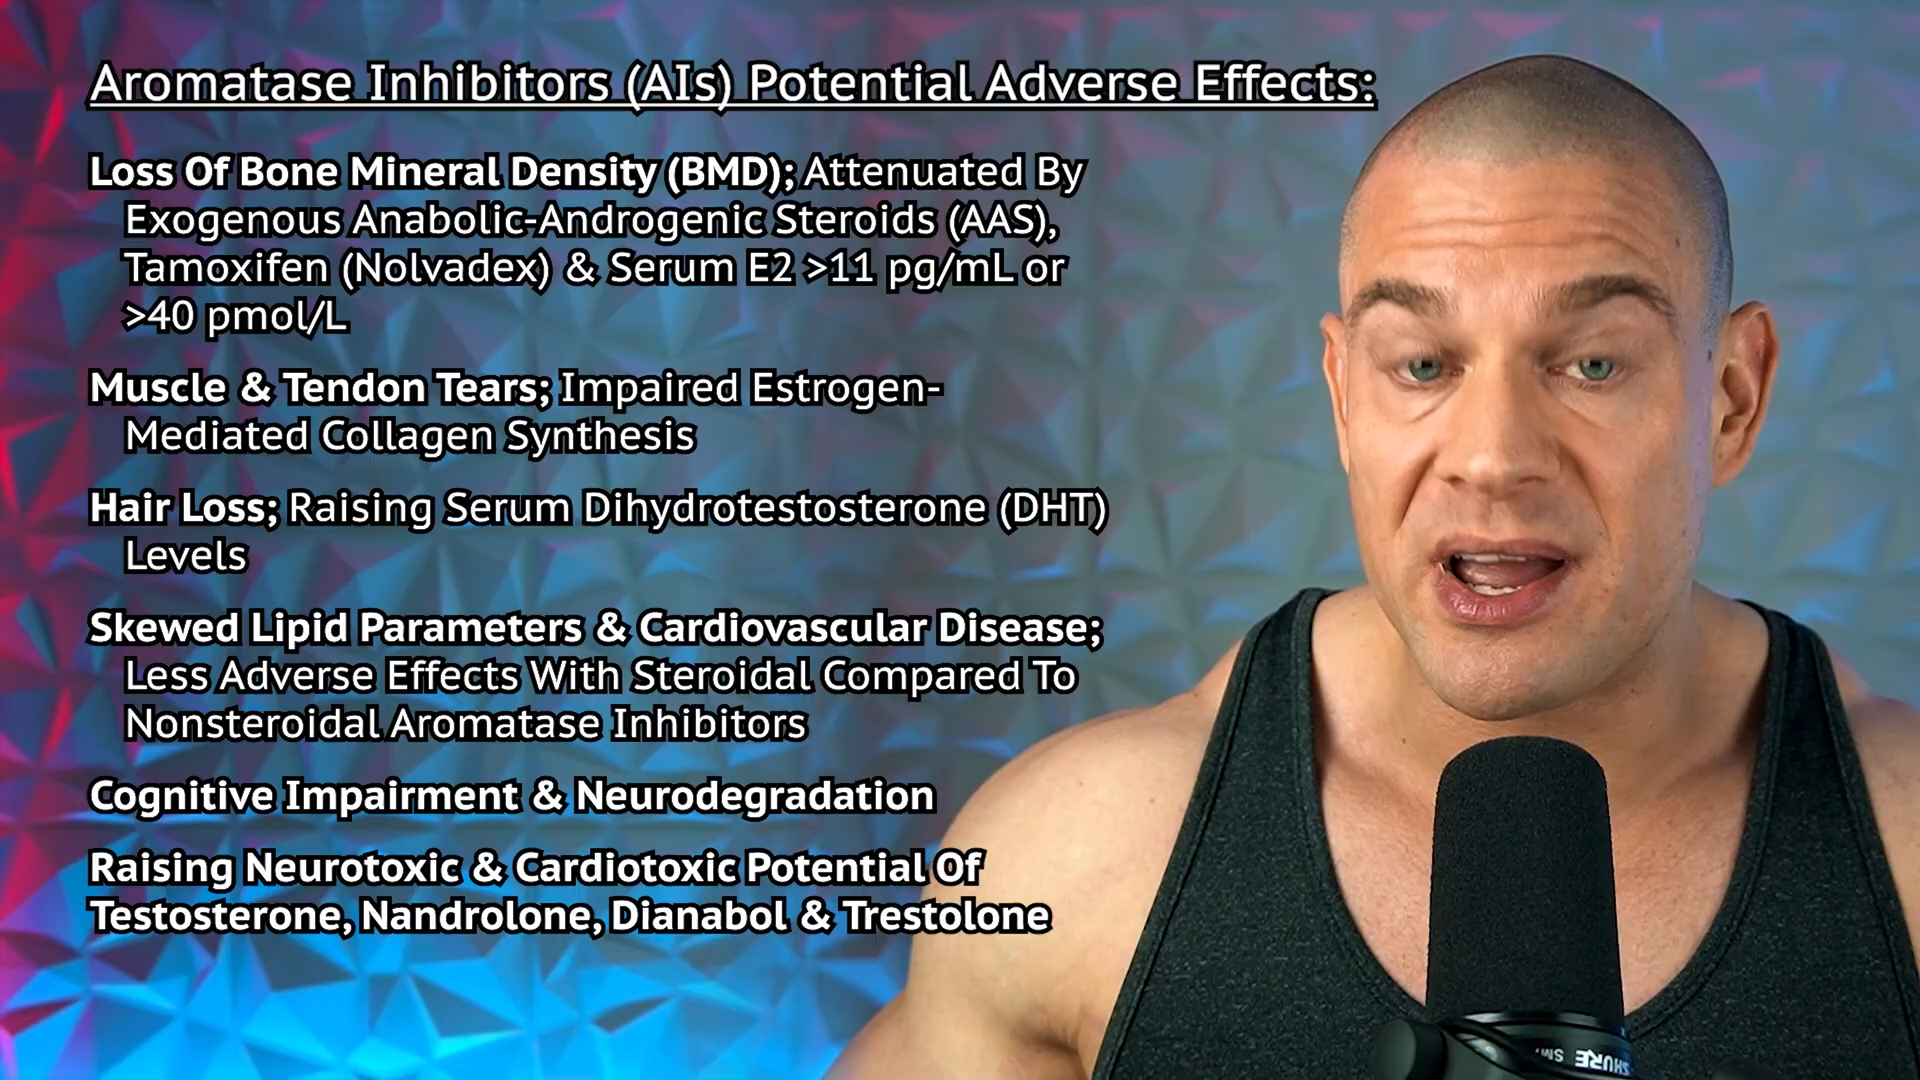 Aromatase Inhibitors (AIs) Potential Adverse Effects:
Loss Of Bone Mineral Density (BMD); Attenuated By
Exogenous Anabolic-Androgenic Steroids (AAS),
Tamoxifen (Nolvadex) & Serum E2 >11 pg/mL or
>40 pmol/L
Muscle & Tendon Tears; Impaired Estrogen-
Mediated Collagen Synthesis
Hair Loss; Raising Serum Dihydrotestosterone (DHT)
Levels
Skewed Lipid Parameters & Cardiovascular Disease;
Less Adverse Effects With Steroidal Compared To
Nonsteroidal Aromatase Inhibitors
Cognitive Impairment & Neurodegradation
Raising Neurotoxic & Cardiotoxic Potential Of
Testosterone, Nandrolone, Dianabol & Trestolone
SHURE SM